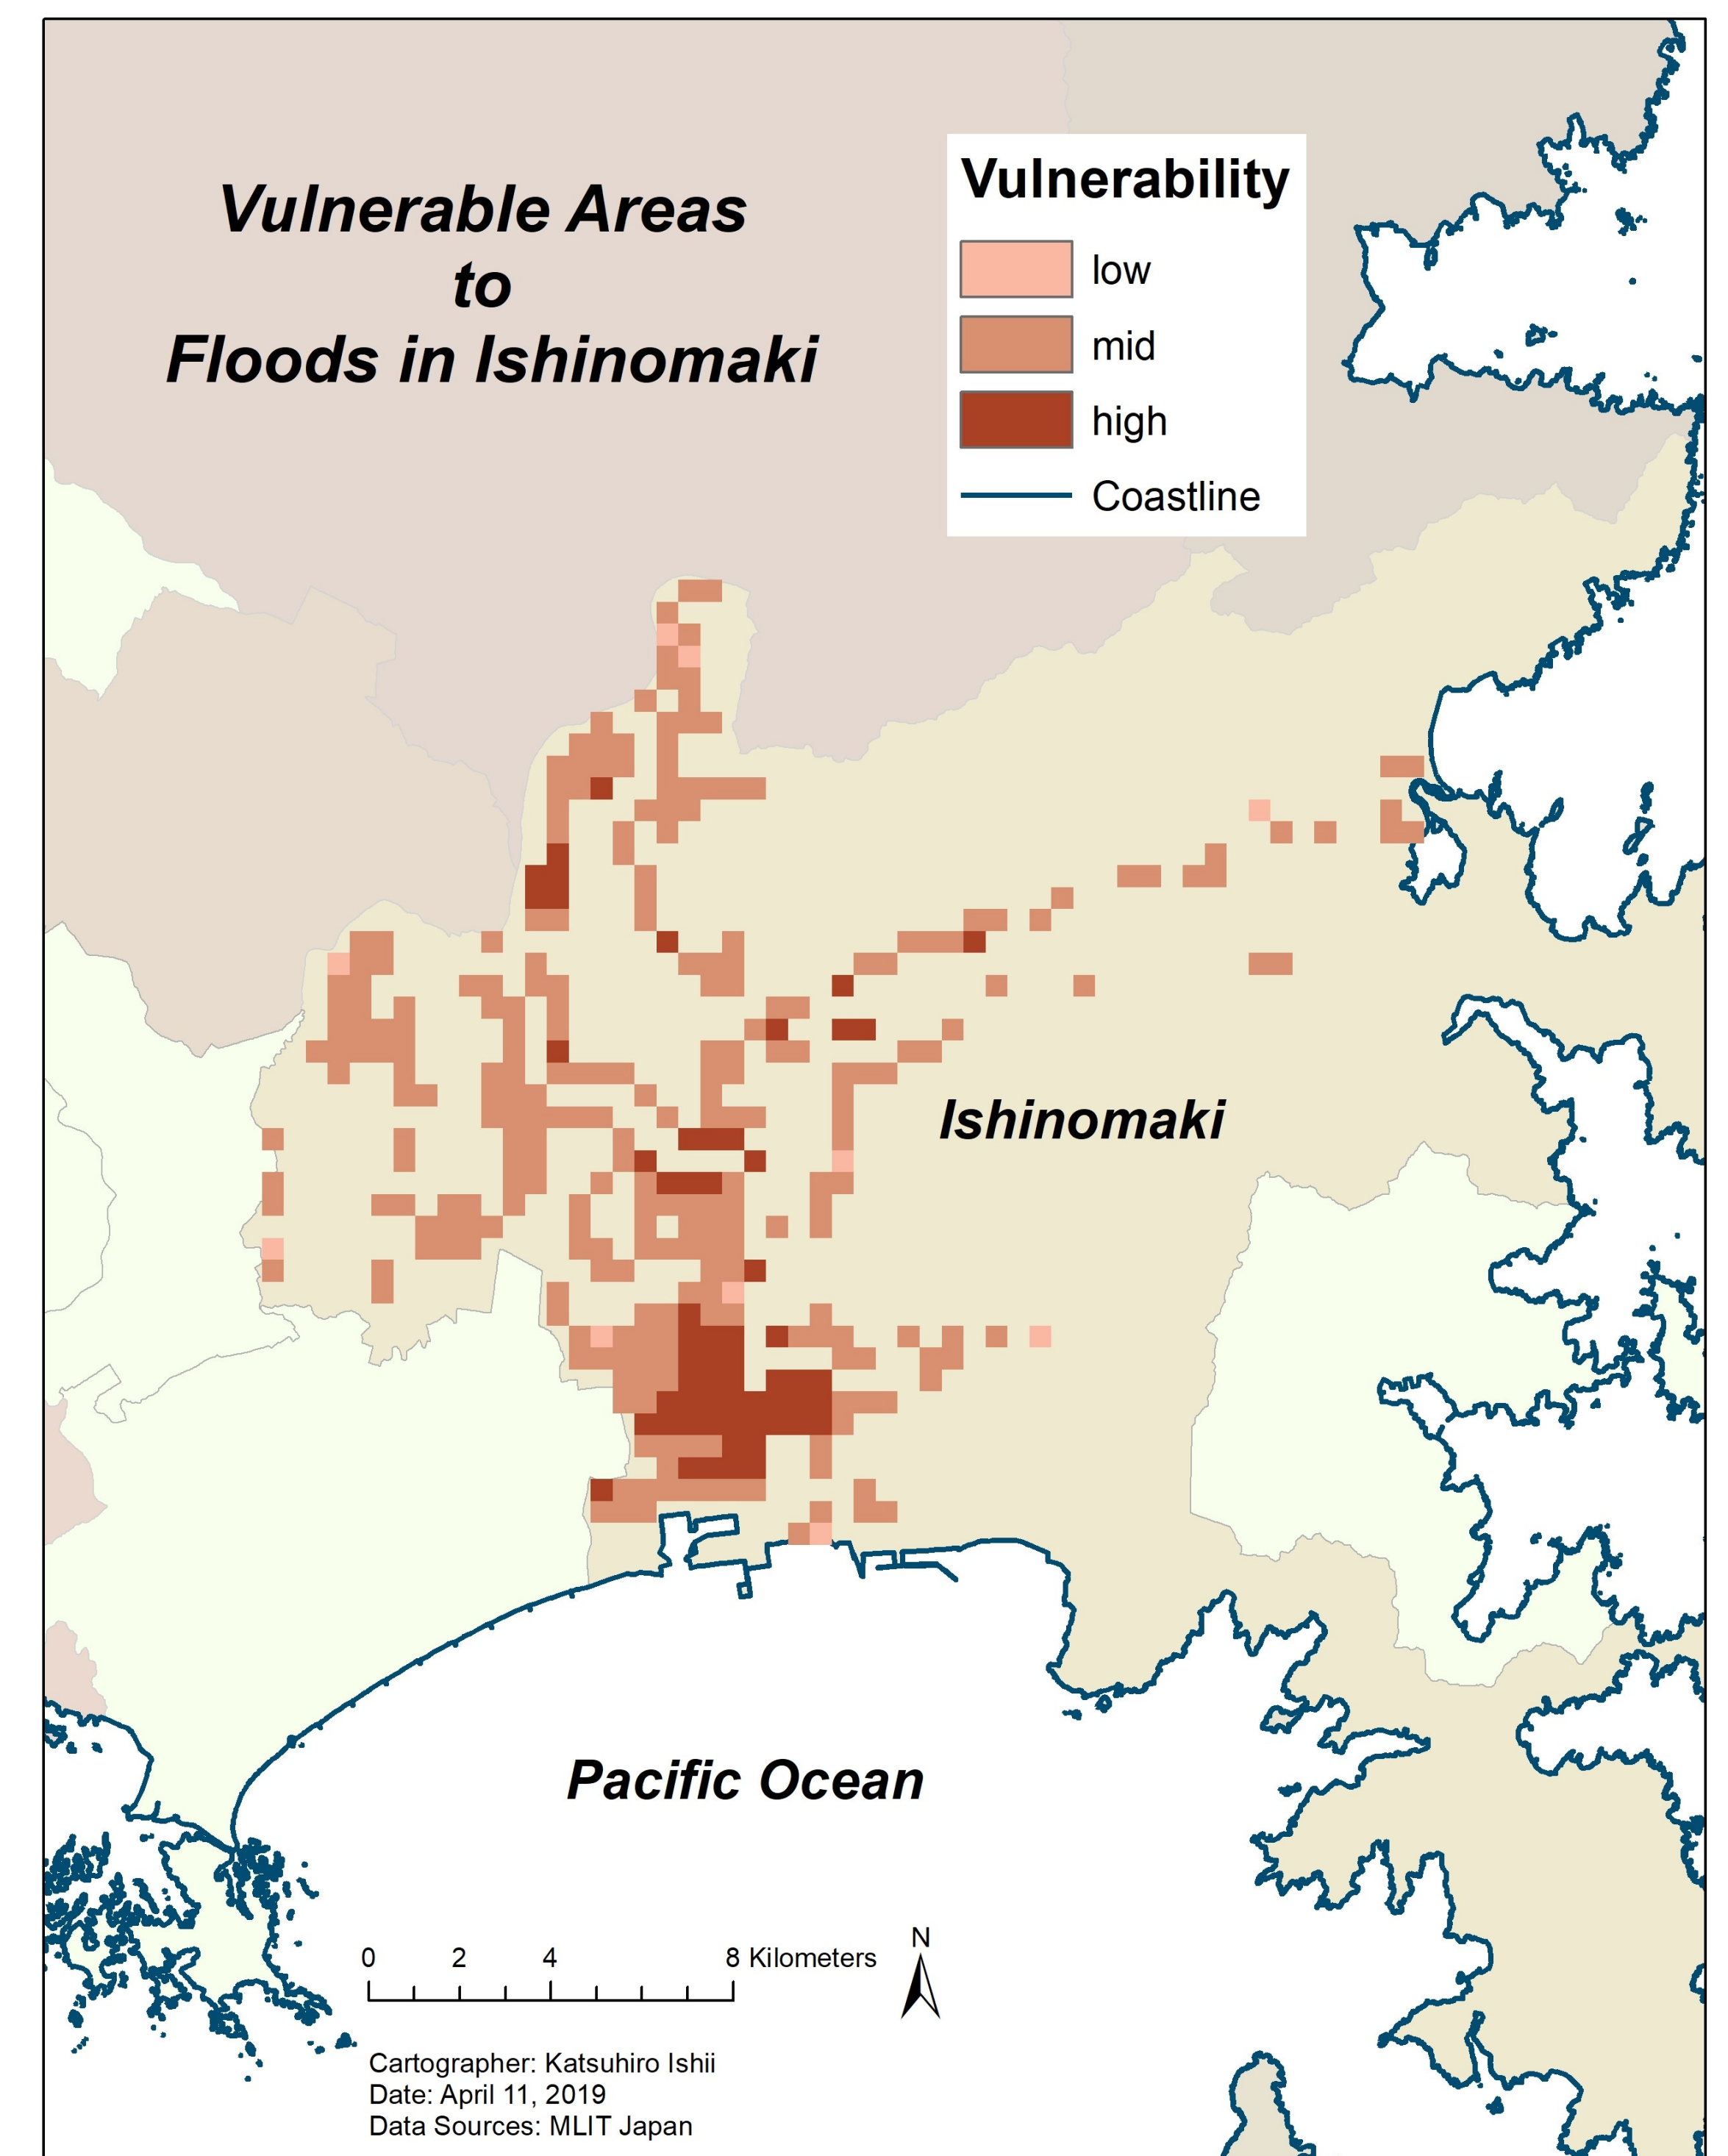 Vulnerable Areas
to
Floods in Ishinomaki
Vulnerability
low
mid
high
Coastline
Ishinomaki
Pacific Ocean
0 2 4 8 Kilometers
N
Cartographer: Katsuhiro Ishii
Date: April 11, 2019
Data Sources: MLIT Japan